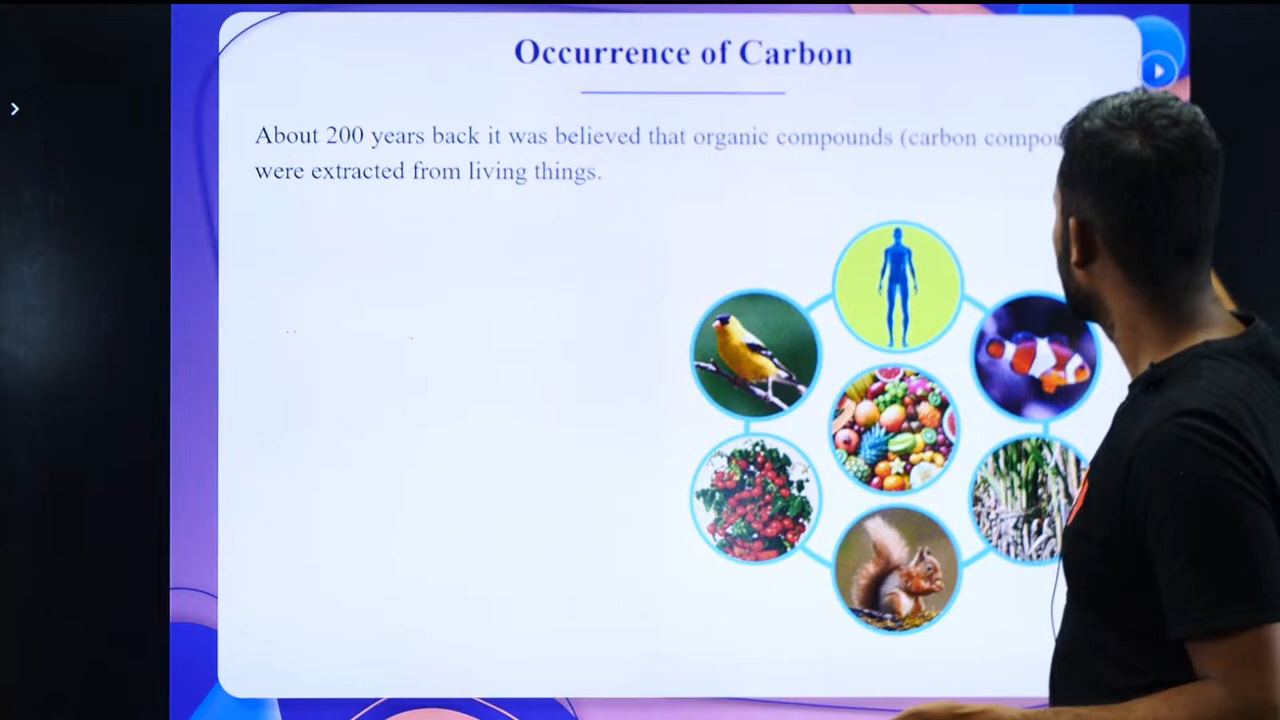 Occurrence of Carbon
About 200 years back it was believed that organic compounds (carbon
were extracted from living things.